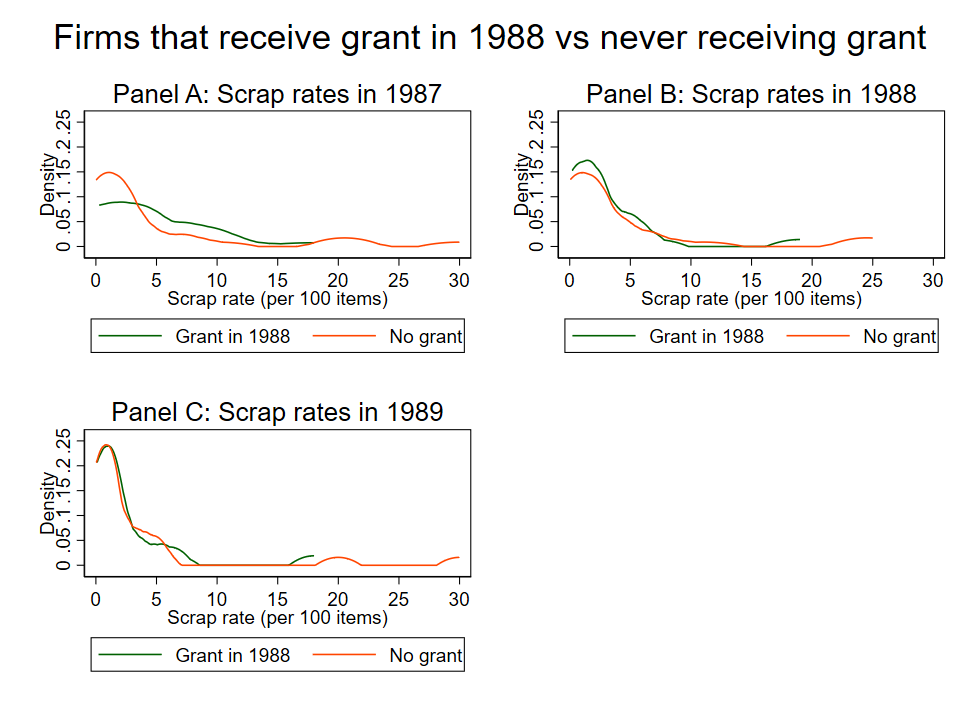 Firms that receive grant in 1988 vs never receiving grant
Panel A: Scrap rates in 1987
Density
0 .05 .1 .15 .2 .25
0 5 10 15 20 25 30
Scrap rate (per 100 items)
Grant in 1988 No grant
Panel B: Scrap rates in 1988
Density
0 .05 .1 .15 .2 .25
0 5 10 15 20 25 30
Scrap rate (per 100 items)
Grant in 1988 No grant
Panel C: Scrap rates in 1989
Density
0 .05 .1 .15 .2 .25
0 5 10 15 20 25 30
Scrap rate (per 100 items)
Grant in 1988 No grant